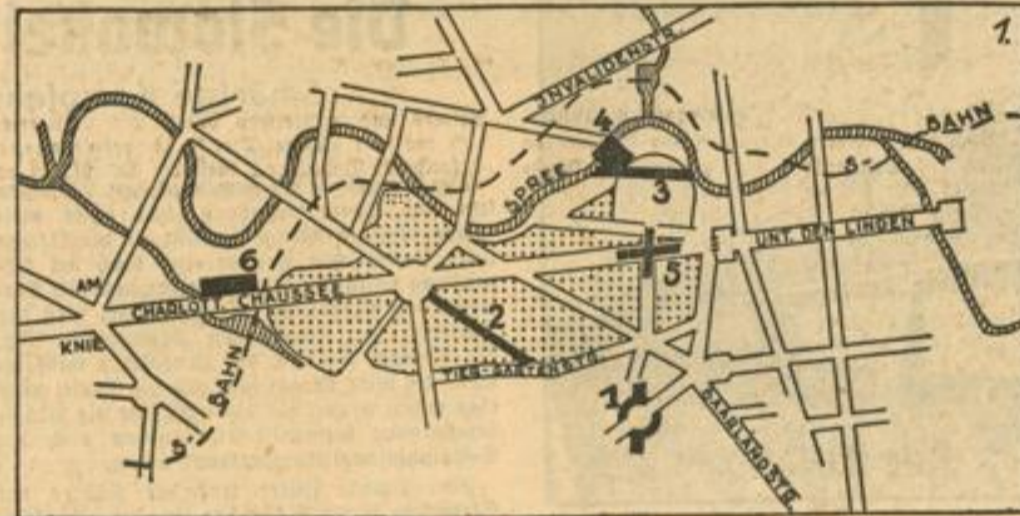 1.
INVALIDENSTR.
4
BAHN
S-
SPREE
3
UNT. DEN LINDEN
6
5
AM
CHARLOTT. CHAUSSEE
2
KNIE
TIERGARTENSTR.
BAHN
1
SAARLANDSTR.
S-